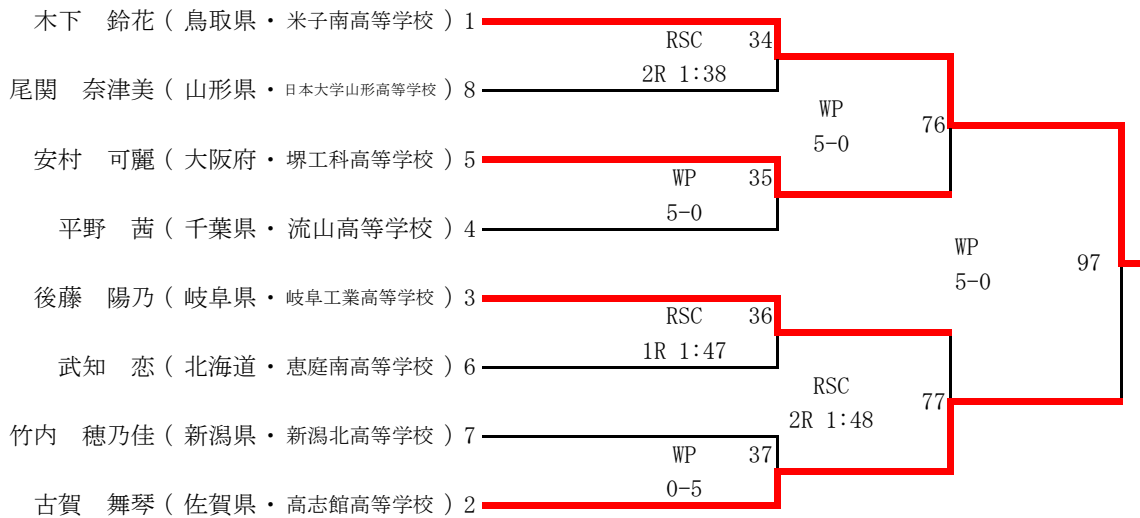 木下　鈴花 ( 鳥取県 ・ 米子南高等学校 ) 1
RSC 34
2R 1:38
尾関　奈津美 ( 山形県 ・ 日本大学山形高等学校 ) 8
WP 76
5-0
安村　可麗 ( 大阪府 ・ 堺工科高等学校 ) 5
WP 35
5-0
平野　茜 ( 千葉県 ・ 流山高等学校 ) 4
WP 97
5-0
後藤　陽乃 ( 岐阜県 ・ 岐阜工業高等学校 ) 3
RSC 36
1R 1:47
武知　恋 ( 北海道 ・ 恵庭南高等学校 ) 6
RSC 77
2R 1:48
竹内　穂乃佳 ( 新潟県 ・ 新潟北高等学校 ) 7
WP 37
0-5
古賀　舞琴 ( 佐賀県 ・ 高志館高等学校 ) 2